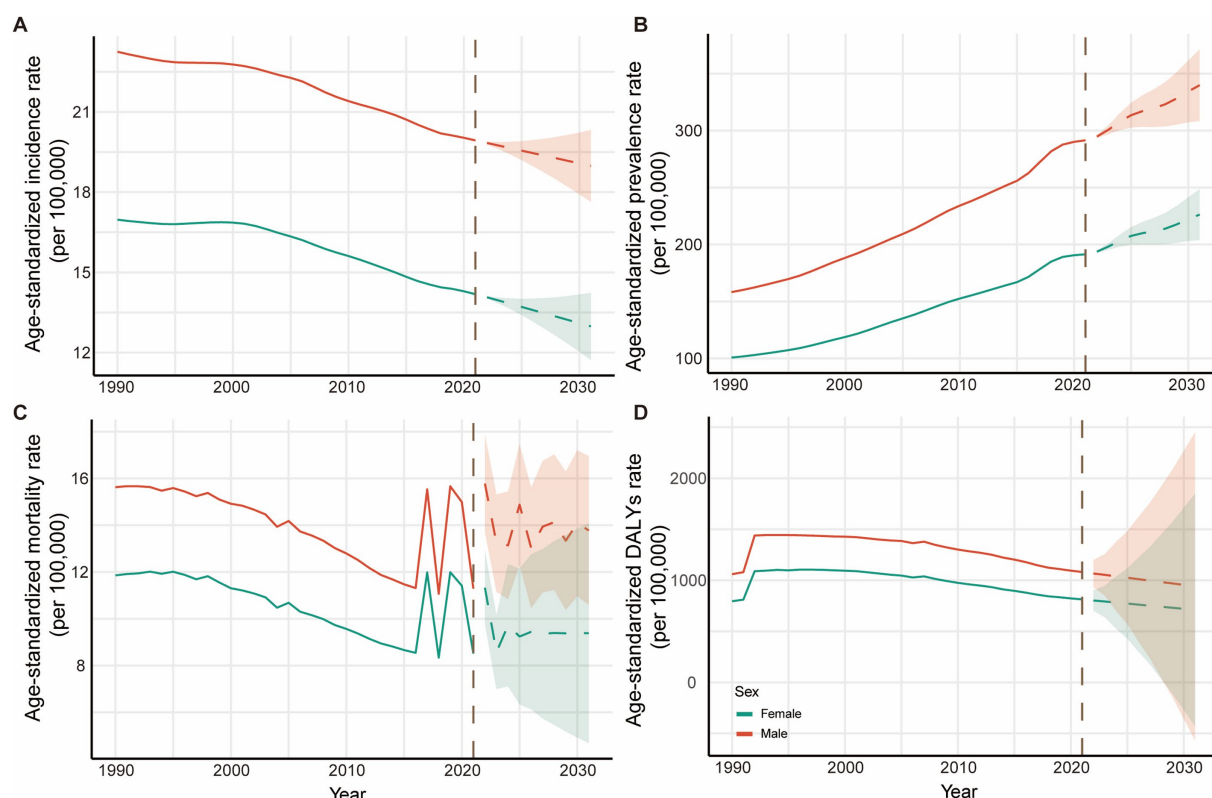 A
Age-standardized incidence rate
(per 100,000)
21
18
15
12
1990 2000 2010 2020 2030
B
Age-standardized prevalence rate
(per 100,000)
300
200
100
1990 2000 2010 2020 2030
C
Age-standardized mortality rate
(per 100,000)
16
12
8
1990 2000 2010 2020 2030
Year
D
Age-standardized DALYs rate
(per 100,000)
2000
1000
0
Sex
Female
Male
1990 2000 2010 2020 2030
Year